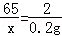 65/x = 2/0.2g